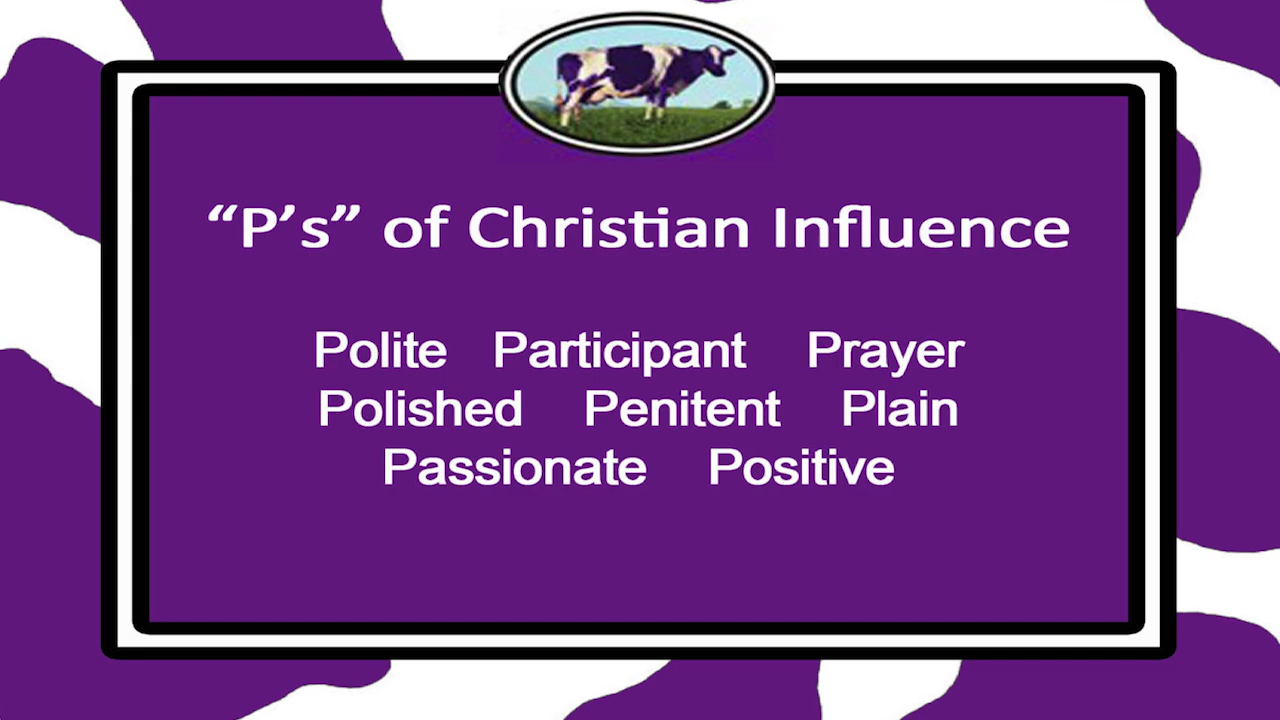 “P’s” of Christian Influence
Polite Participant Prayer
Polished Penitent Plain
Passionate Positive